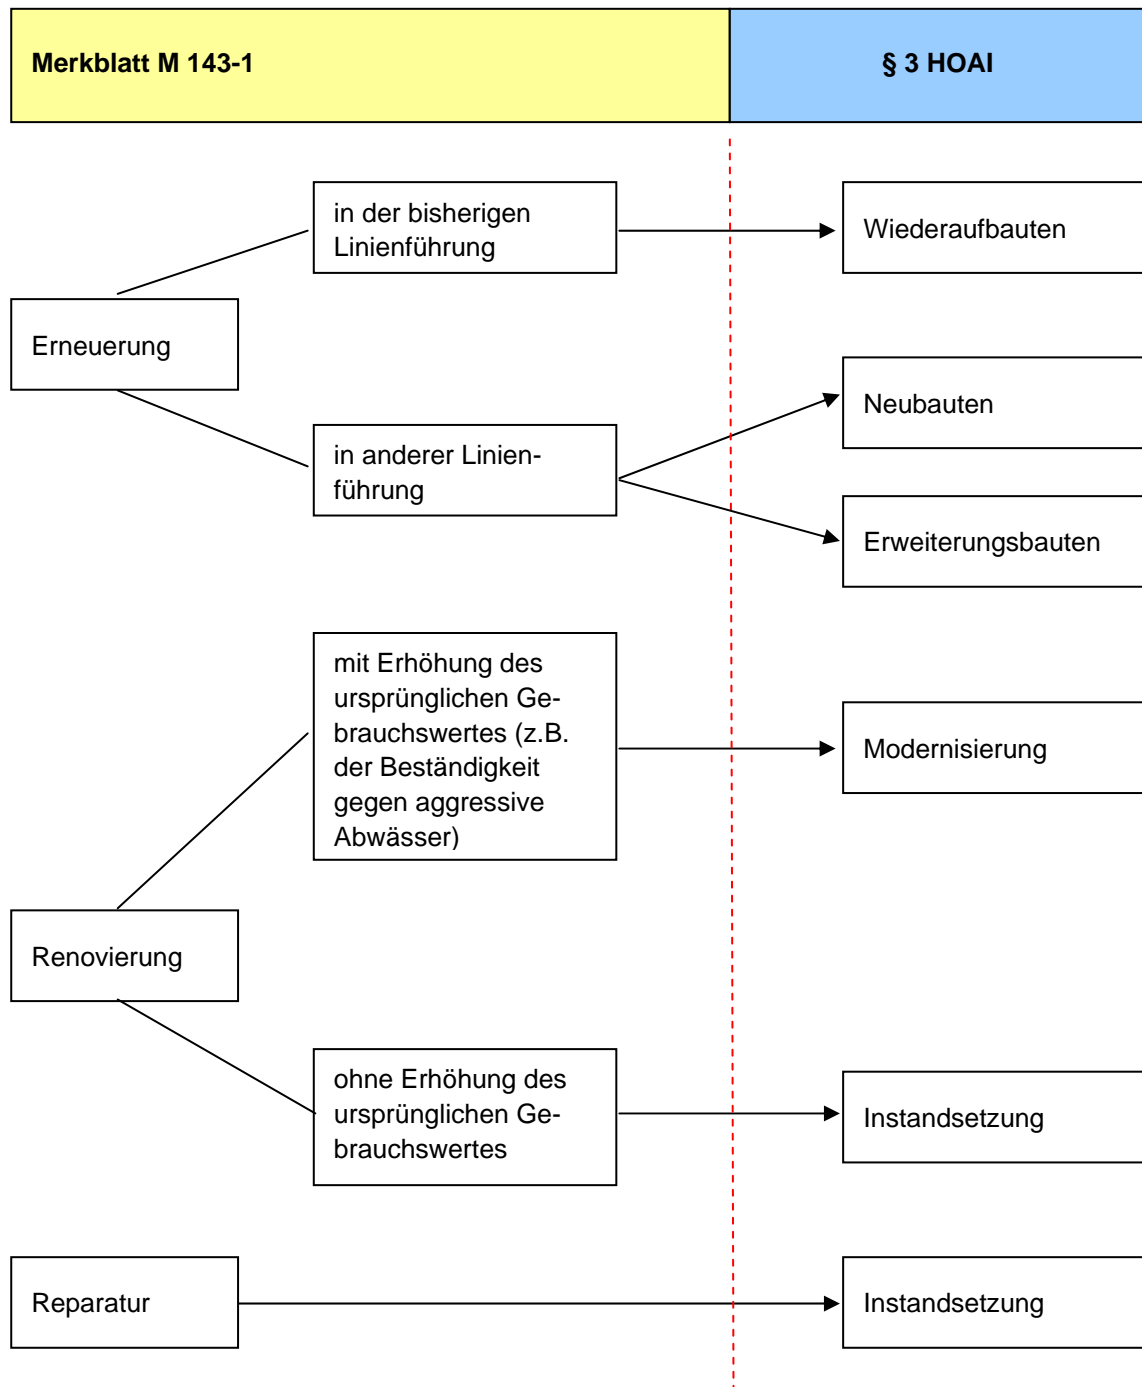 Merkblatt M 143-1
§ 3 HOAI
in der bisherigen
Linienführung
Wiederaufbauten
Erneuerung
Neubauten
in anderer Linien-
führung
Erweiterungsbauten
mit Erhöhung des
ursprünglichen Ge-
brauchswertes (z.B.
der Beständigkeit
gegen aggressive
Abwässer)
Modernisierung
Renovierung
ohne Erhöhung des
ursprünglichen Ge-
brauchswertes
Instandsetzung
Reparatur
Instandsetzung